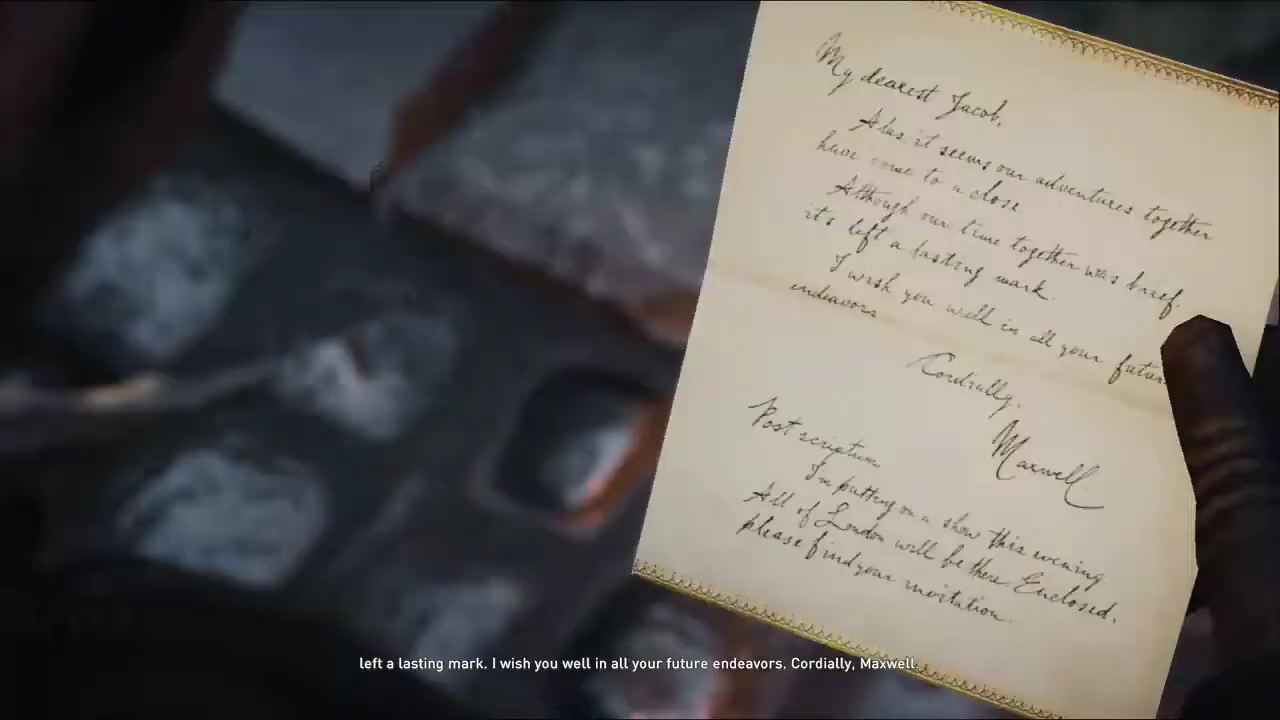 My dearest Jacob,
Alas, it seems our adventures together
have come to a close.
Although our time together was brief,
it's left a lasting mark.
I wish you well in all your future
endeavors
Cordially,
Maxwell.
Post scriptum
I'm putting on a show this evening
All of London will be there Enclosed,
please find your invitation.
left a lasting mark. I wish you well in all your future endeavors. Cordially, Maxwell.